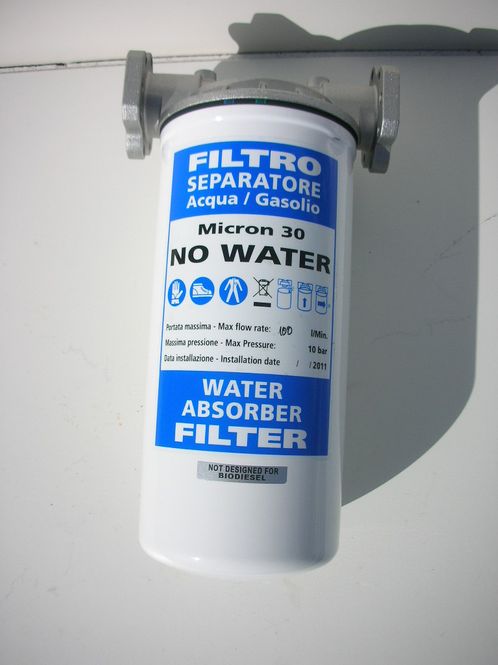 FILTRO
SEPARATORE
Acqua / Gasolio
Micron 30
NO WATER
Portata massima - Max flow rate: 100 l/Min.
Massima pressione - Max Pressure: 10 bar
Data installazione - Installation date / / 2011
WATER
ABSORBER
FILTER
NOT DESIGNED FOR
BIODIESEL